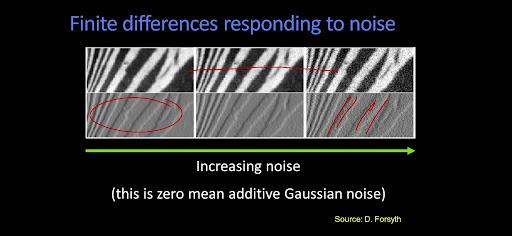 Finite differences responding to noise
Increasing noise
(this is zero mean additive Gaussian noise)
Source: D. Forsyth